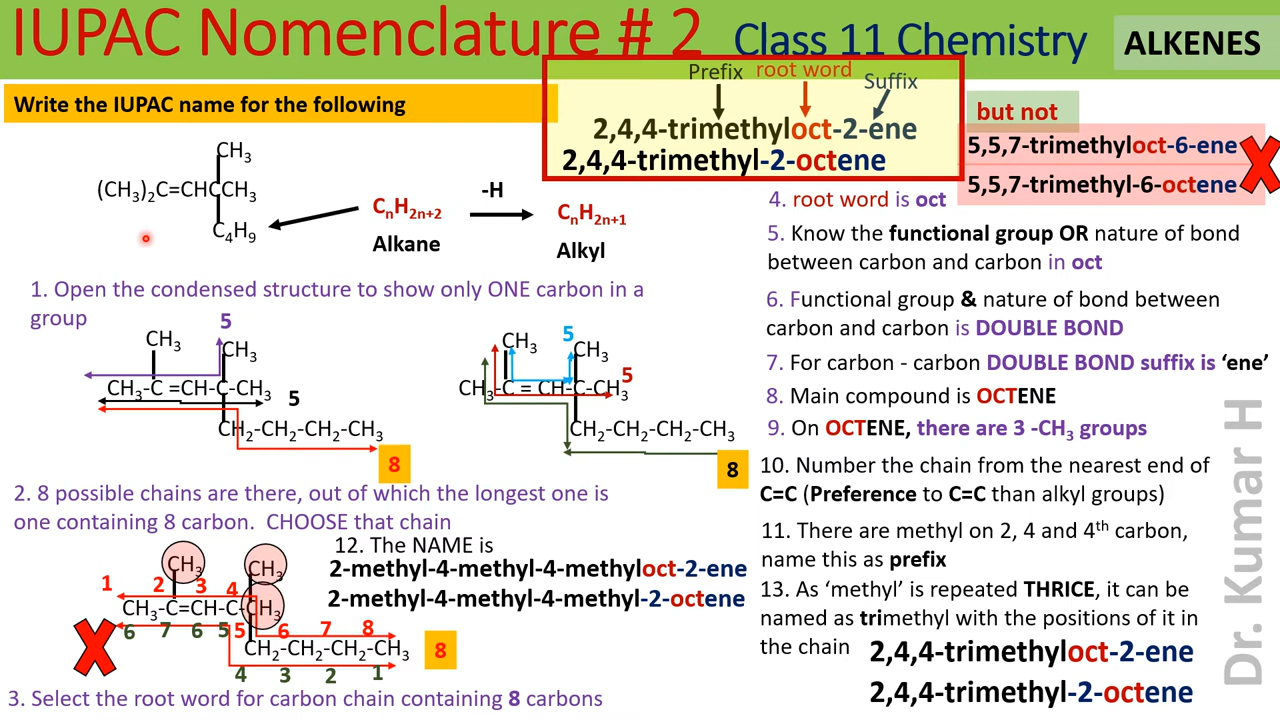 IUPAC Nomenclature # 2 Class 11 Chemistry ALKENES
Write the IUPAC name for the following
Prefix root word Suffix
2,4,4-trimethyloct-2-ene
2,4,4-trimethyl-2-octene
but not
5,5,7-trimethyloct-6-ene
5,5,7-trimethyl-6-octene
CH₃
(CH₃)₂C=CHCCH₃
C₄H₉
CₙH₂ₙ₊₂
Alkane
-H
CₙH₂ₙ₊₁
Alkyl
1. Open the condensed structure to show only ONE carbon in a
group
5
CH₃ CH₃
CH₃-C =CH-C-CH₃
5
CH₂-CH₂-CH₂-CH₃
8
5
CH₃ CH₃
5
CH₃-C = CH-C-CH₃
CH₂-CH₂-CH₂-CH₃
8
2. 8 possible chains are there, out of which the longest one is
one containing 8 carbon. CHOOSE that chain
CH₃ CH₃
1 2 3 4
CH₃-C=CH-C-CH₃
6 7 6 5 5 6 7 8
CH₂-CH₂-CH₂-CH₃
8
4 3 2 1
3. Select the root word for carbon chain containing 8 carbons
12. The NAME is
2-methyl-4-methyl-4-methyloct-2-ene
2-methyl-4-methyl-4-methyl-2-octene
4. root word is oct
5. Know the functional group OR nature of bond
between carbon and carbon in oct
6. Functional group & nature of bond between
carbon and carbon is DOUBLE BOND
7. For carbon - carbon DOUBLE BOND suffix is ‘ene’
8. Main compound is OCTENE
9. On OCTENE, there are 3 -CH₃ groups
10. Number the chain from the nearest end of
C=C (Preference to C=C than alkyl groups)
11. There are methyl on 2, 4 and 4ᵗʰ carbon,
name this as prefix
13. As ‘methyl’ is repeated THRICE, it can be
named as trimethyl with the positions of it in
the chain 2,4,4-trimethyloct-2-ene
2,4,4-trimethyl-2-octene
Dr. Kumar H